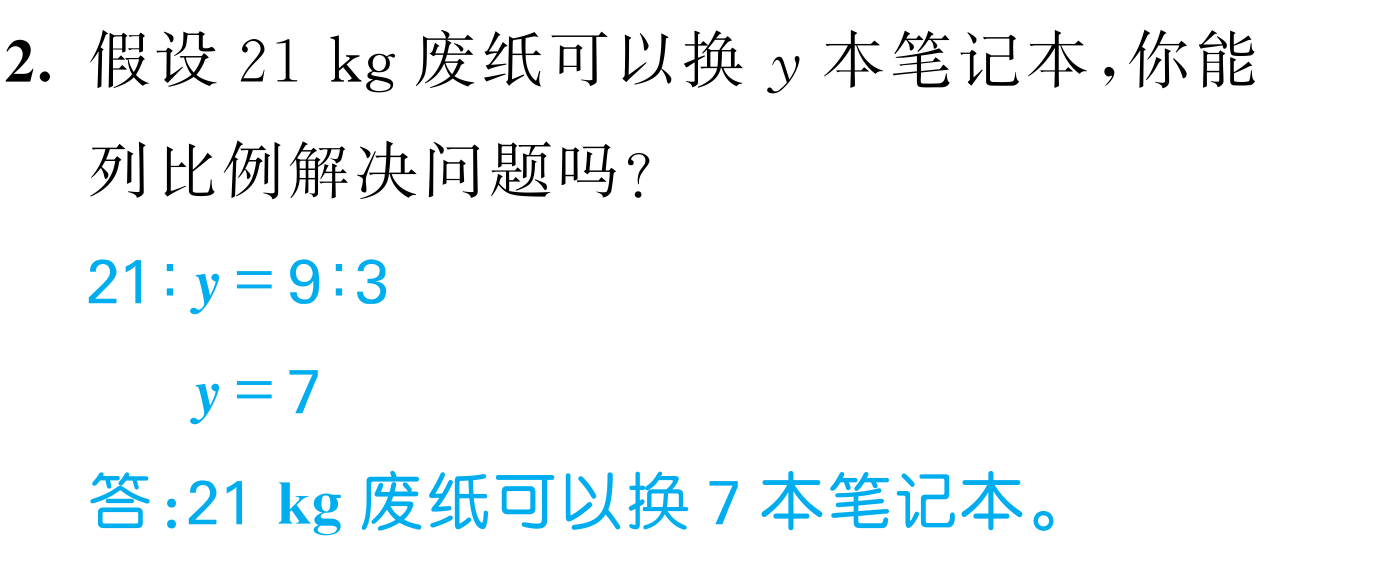 2. 假设 21 kg 废纸可以换 y 本笔记本,你能
列比例解决问题吗?
21∶y=9∶3
y=7
答:21 kg 废纸可以换 7 本笔记本。